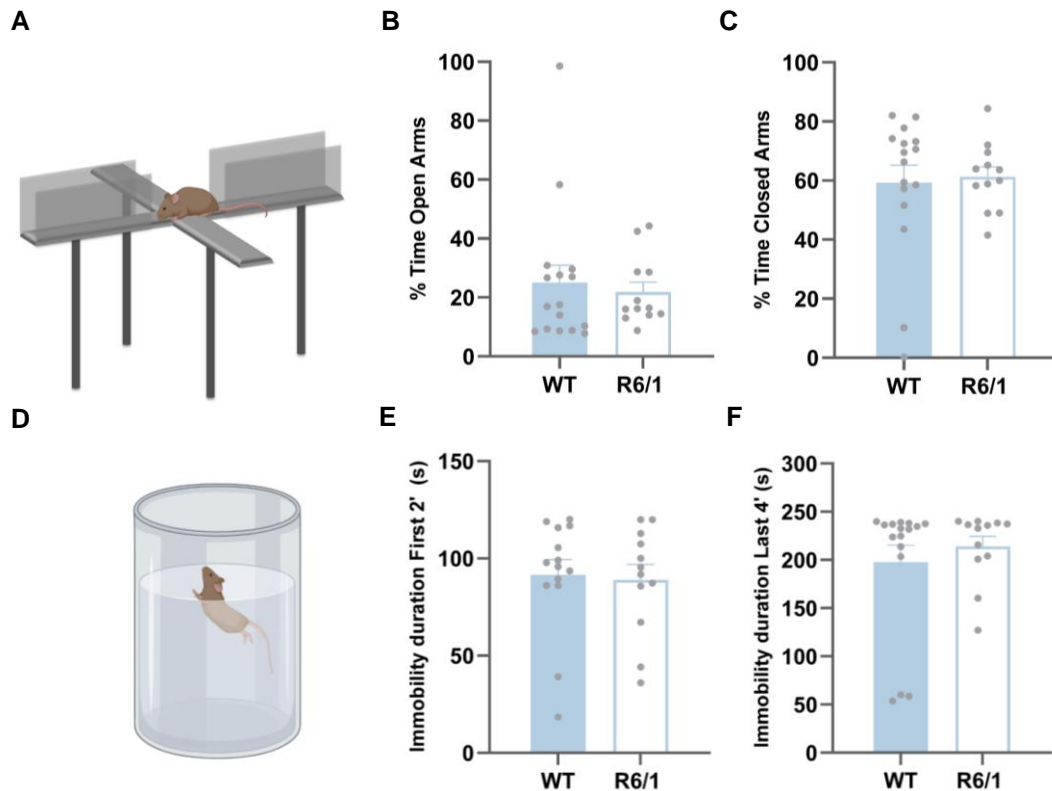 A
B
C
% Time Open Arms
100
80
60
40
20
0
WT R6/1
% Time Closed Arms
100
80
60
40
20
0
WT R6/1
D
E
F
Immobility duration First 2' (s)
150
100
50
0
WT R6/1
Immobility duration Last 4' (s)
300
250
200
150
100
50
0
WT R6/1